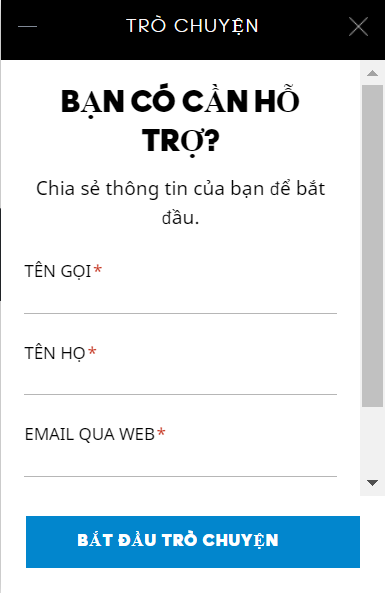 TRÒ CHUYỆN
BẠN CÓ CẦN HỖ
TRỢ?
Chia sẻ thông tin của bạn để bắt
đầu.
TÊN GỌI*
TÊN HỌ*
EMAIL QUA WEB*
BẮT ĐẦU TRÒ CHUYỆN